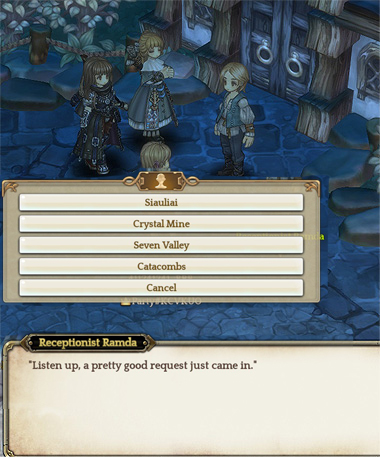 Siauliai
Crystal Mine
Seven Valley
Catacombs
Cancel
Receptionist Ramda
"Listen up, a pretty good request just came in."